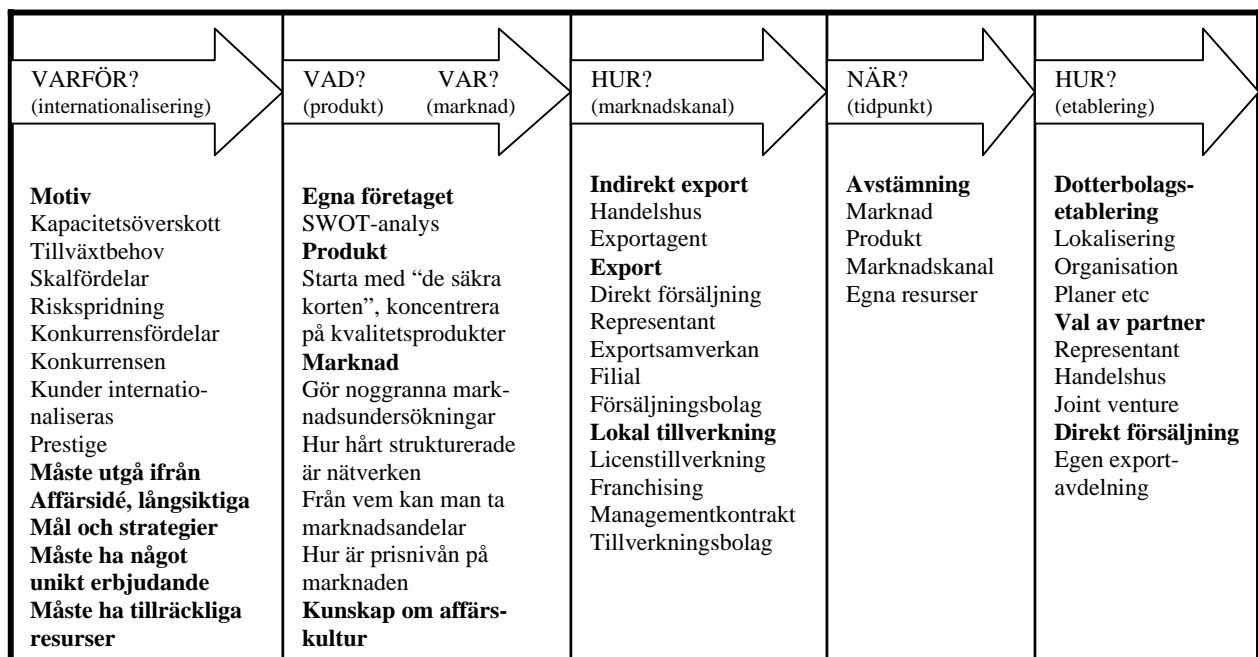 VARFÖR?
(internationalisering)
Motiv
Kapacitetsöverskott
Tillväxtbehov
Skalfördelar
Riskspridning
Konkurrensfördelar
Konkurrensen
Kunder internatio-
naliseras
Prestige
Måste utgå ifrån
Affärsidé, långsiktiga
Mål och strategier
Måste ha något
unikt erbjudande
Måste ha tillräckliga
resurser
VAD? VAR?
(produkt) (marknad)
Egna företaget
SWOT-analys
Produkt
Starta med “de säkra
korten”, koncentrera
på kvalitetsprodukter
Marknad
Gör noggranna mark-
nadsundersökningar
Hur hårt strukturerade
är nätverken
Från vem kan man ta
marknadsandelar
Hur är prisnivån på
marknaden
Kunskap om affärs-
kultur
HUR?
(marknadskanal)
Indirekt export
Handelshus
Exportagent
Export
Direkt försäljning
Representant
Exportsamverkan
Filial
Försäljningsbolag
Lokal tillverkning
Licenstillverkning
Franchising
Managementkontrakt
Tillverkningsbolag
NÄR?
(tidpunkt)
Avstämning
Marknad
Produkt
Marknadskanal
Egna resurser
HUR?
(etablering)
Dotterbolags-
etablering
Lokalisering
Organisation
Planer etc
Val av partner
Representant
Handelshus
Joint venture
Direkt försäljning
Egen export-
avdelning